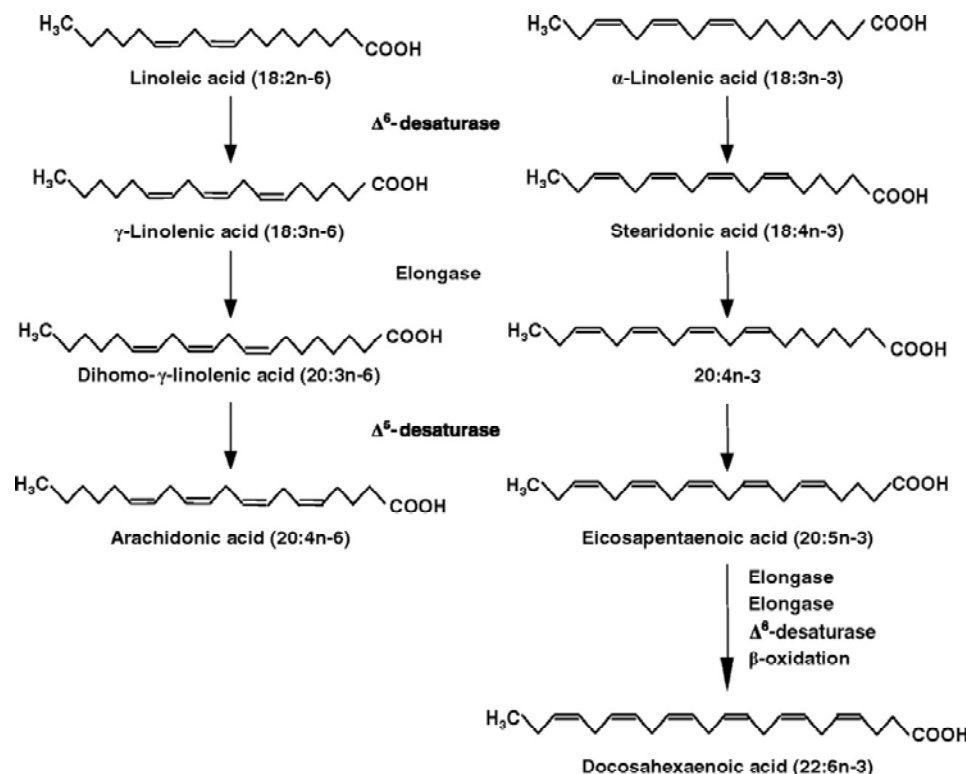 H₃C COOH H₃C COOH
Linoleic acid (18:2n-6) α-Linolenic acid (18:3n-3)
Δ⁶-desaturase
H₃C COOH H₃C COOH
γ-Linolenic acid (18:3n-6) Stearidonic acid (18:4n-3)
Elongase
H₃C COOH H₃C COOH
Dihomo-γ-linolenic acid (20:3n-6) 20:4n-3
Δ⁵-desaturase
H₃C COOH H₃C COOH
Arachidonic acid (20:4n-6) Eicosapentaenoic acid (20:5n-3)
Elongase
Elongase
Δ⁶-desaturase
β-oxidation
H₃C COOH
Docosahexaenoic acid (22:6n-3)